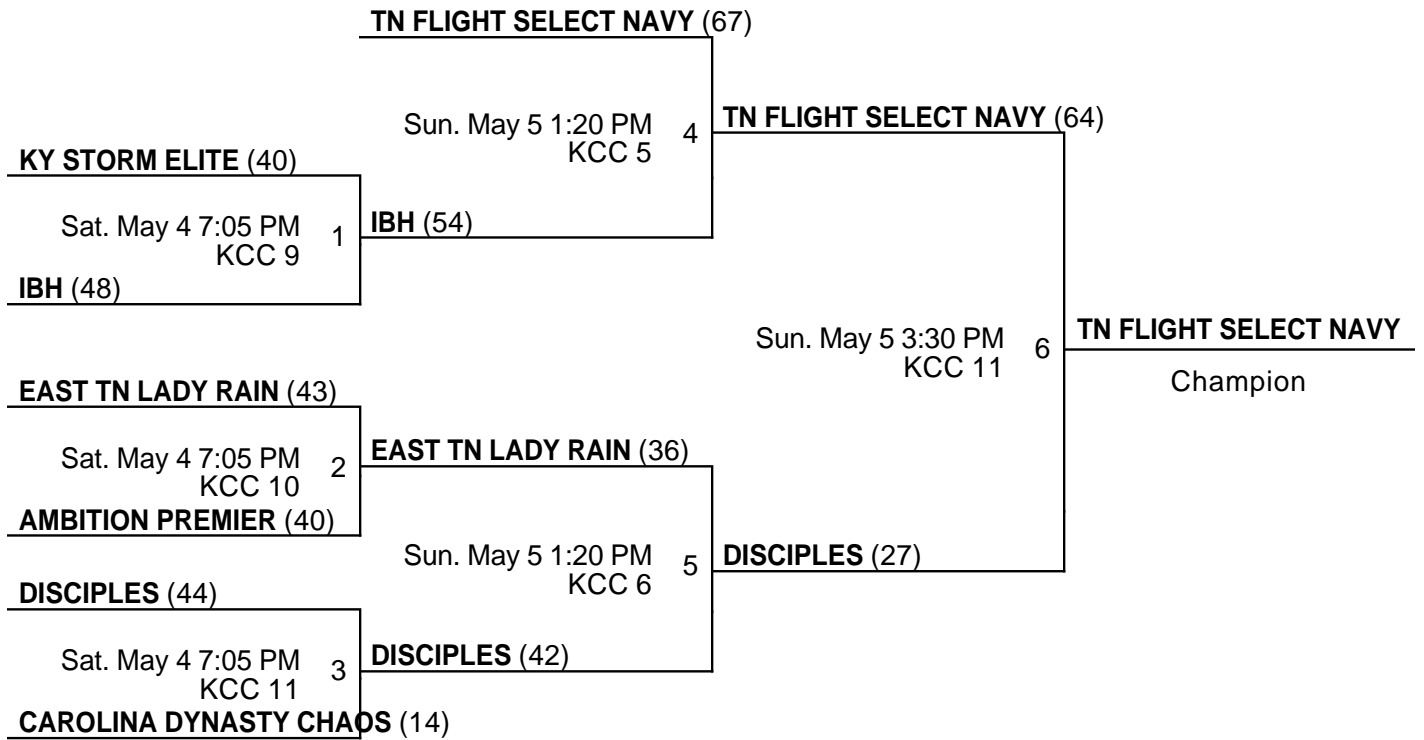 TN FLIGHT SELECT NAVY (67)
Sun. May 5 1:20 PM 4
KCC 5
TN FLIGHT SELECT NAVY (64)
KY STORM ELITE (40)
Sat. May 4 7:05 PM 1
KCC 9
IBH (54)
IBH (48)
Sun. May 5 3:30 PM 6
KCC 11
TN FLIGHT SELECT NAVY
Champion
EAST TN LADY RAIN (43)
Sat. May 4 7:05 PM 2
KCC 10
EAST TN LADY RAIN (36)
AMBITION PREMIER (40)
Sun. May 5 1:20 PM 5
KCC 6
DISCIPLES (27)
DISCIPLES (44)
Sat. May 4 7:05 PM 3
KCC 11
DISCIPLES (42)
CAROLINA DYNASTY CHAOS (14)